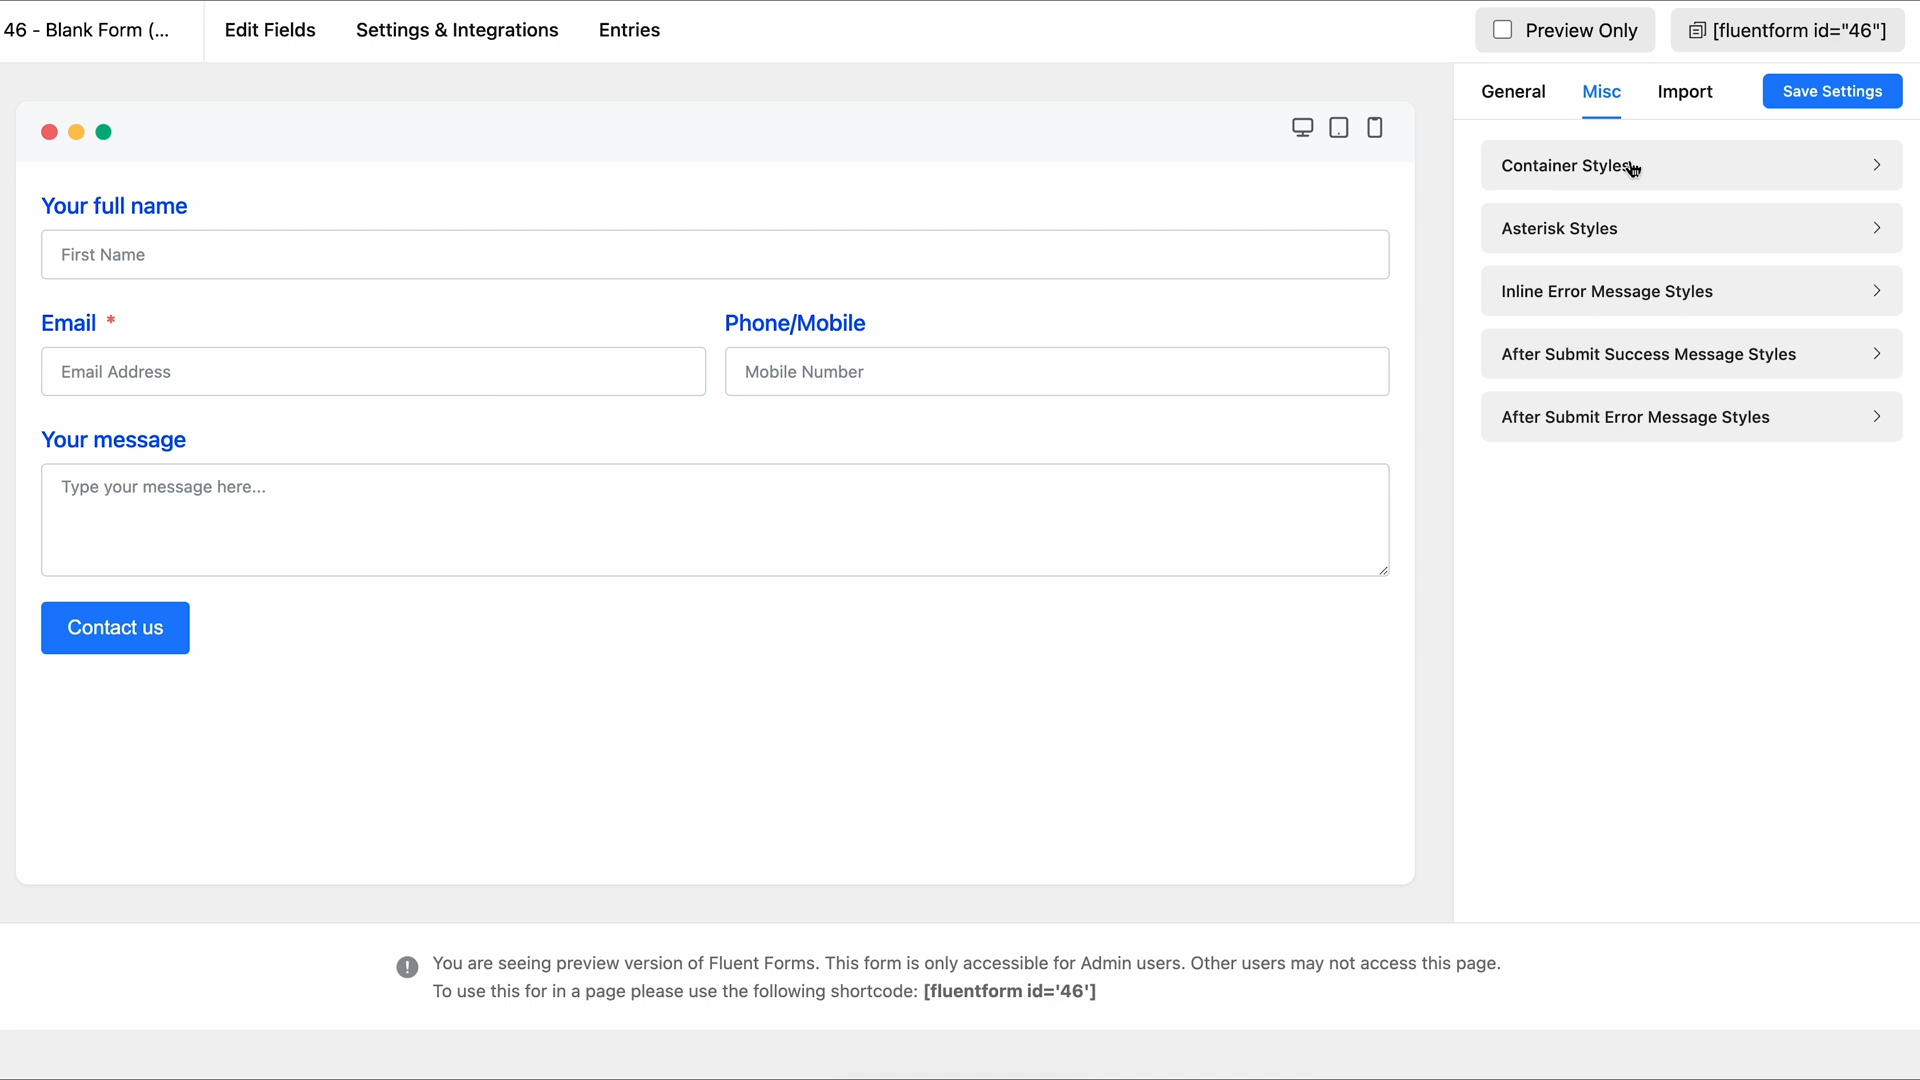 46 - Blank Form (...
Edit Fields
Settings & Integrations
Entries
Preview Only
[fluentform id="46"]
General
Misc
Import
Save Settings
Container Styles
Asterisk Styles
Inline Error Message Styles
After Submit Success Message Styles
After Submit Error Message Styles
Your full name
First Name
Email *
Phone/Mobile
Email Address
Mobile Number
Your message
Type your message here...
Contact us
You are seeing preview version of Fluent Forms. This form is only accessible for Admin users. Other users may not access this page.
To use this for in a page please use the following shortcode: [fluentform id='46']